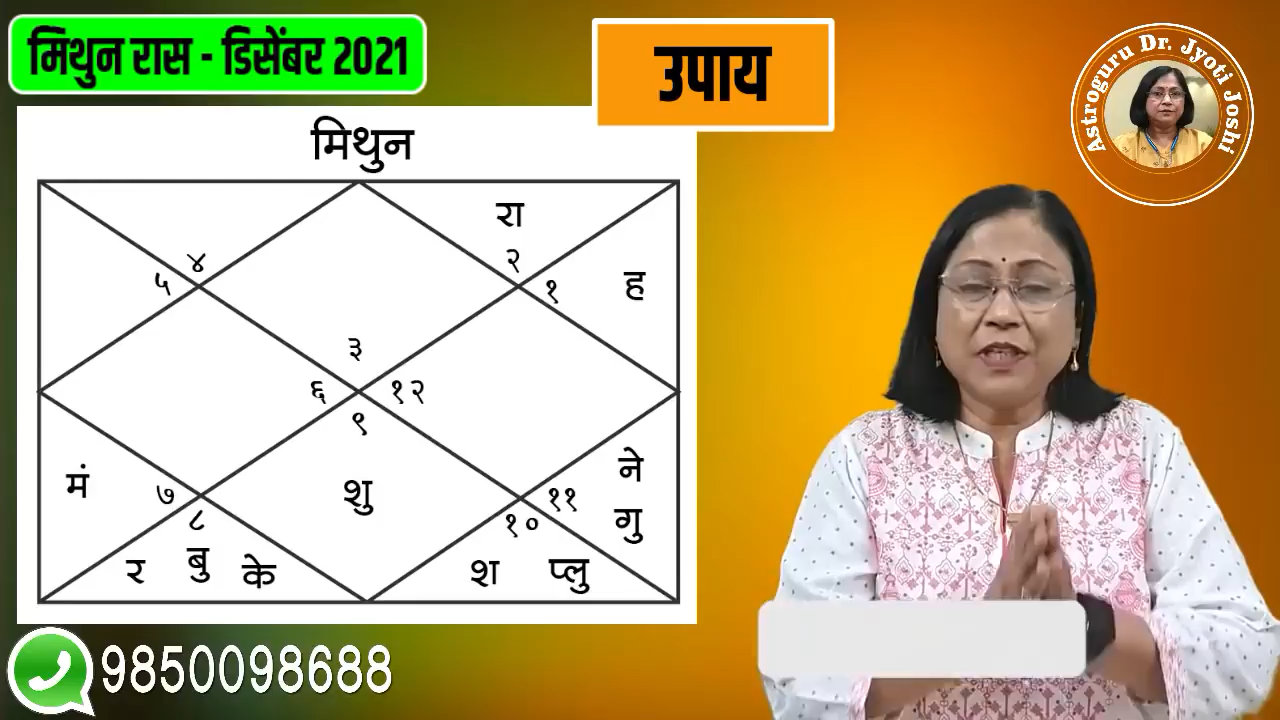 मिथुन रास - डिसेंबर 2021
उपाय
Astroguru Dr. Jyoti Joshi
मिथुन
रा
२
४
५
१
ह
३
६
१२
९
मं
७
शु
ने
११
गु
८
१०
र बु के
श प्लु
9850098688